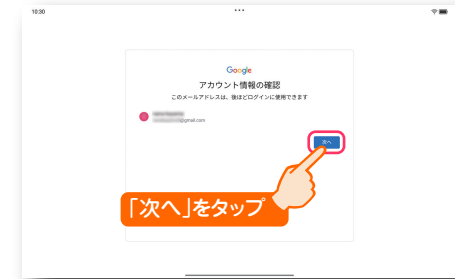 10:30
Google
アカウント情報の確認
このメールアドレスは、後ほどログインに使用できます
@gmail.com
次へ
「次へ」をタップ